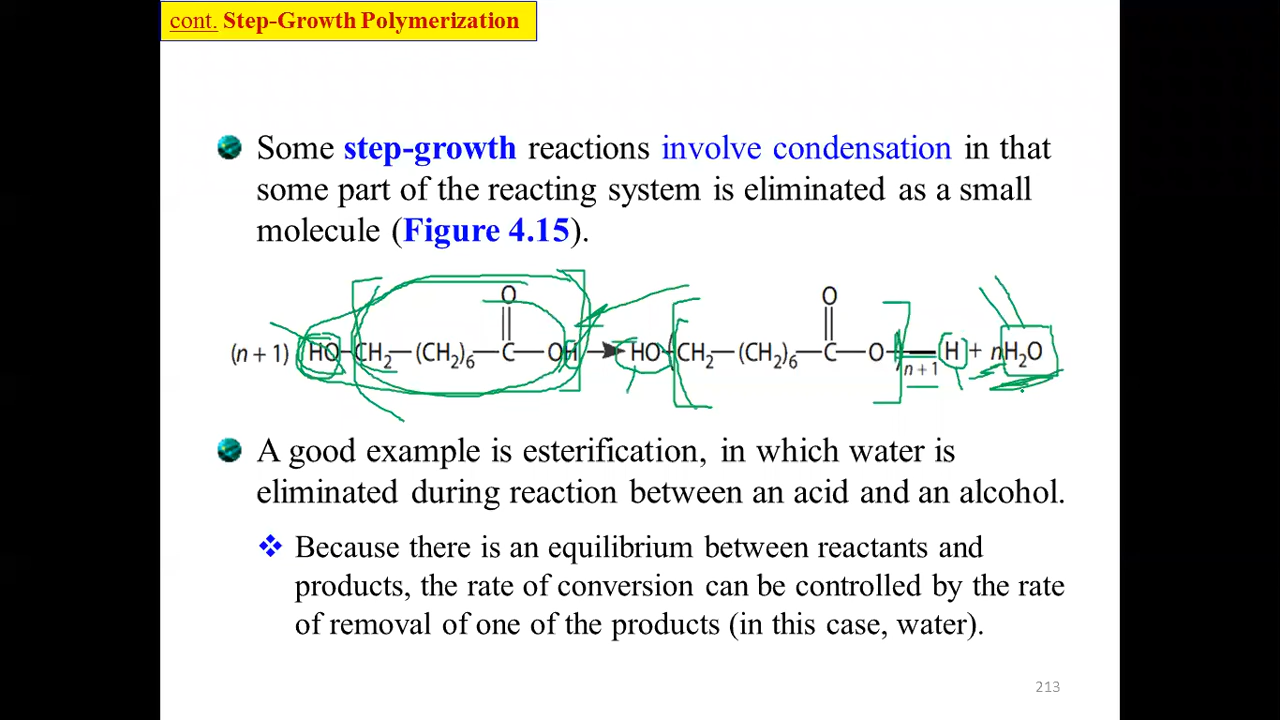 cont. Step-Growth Polymerization
Some step-growth reactions involve condensation in that
some part of the reacting system is eliminated as a small
molecule (Figure 4.15).
O O
(n + 1) HO—CH₂—(CH₂)₆—C—OH → HO—CH₂—(CH₂)₆—C—O—H + nH₂O
n + 1
A good example is esterification, in which water is
eliminated during reaction between an acid and an alcohol.
Because there is an equilibrium between reactants and
products, the rate of conversion can be controlled by the rate
of removal of one of the products (in this case, water).
213